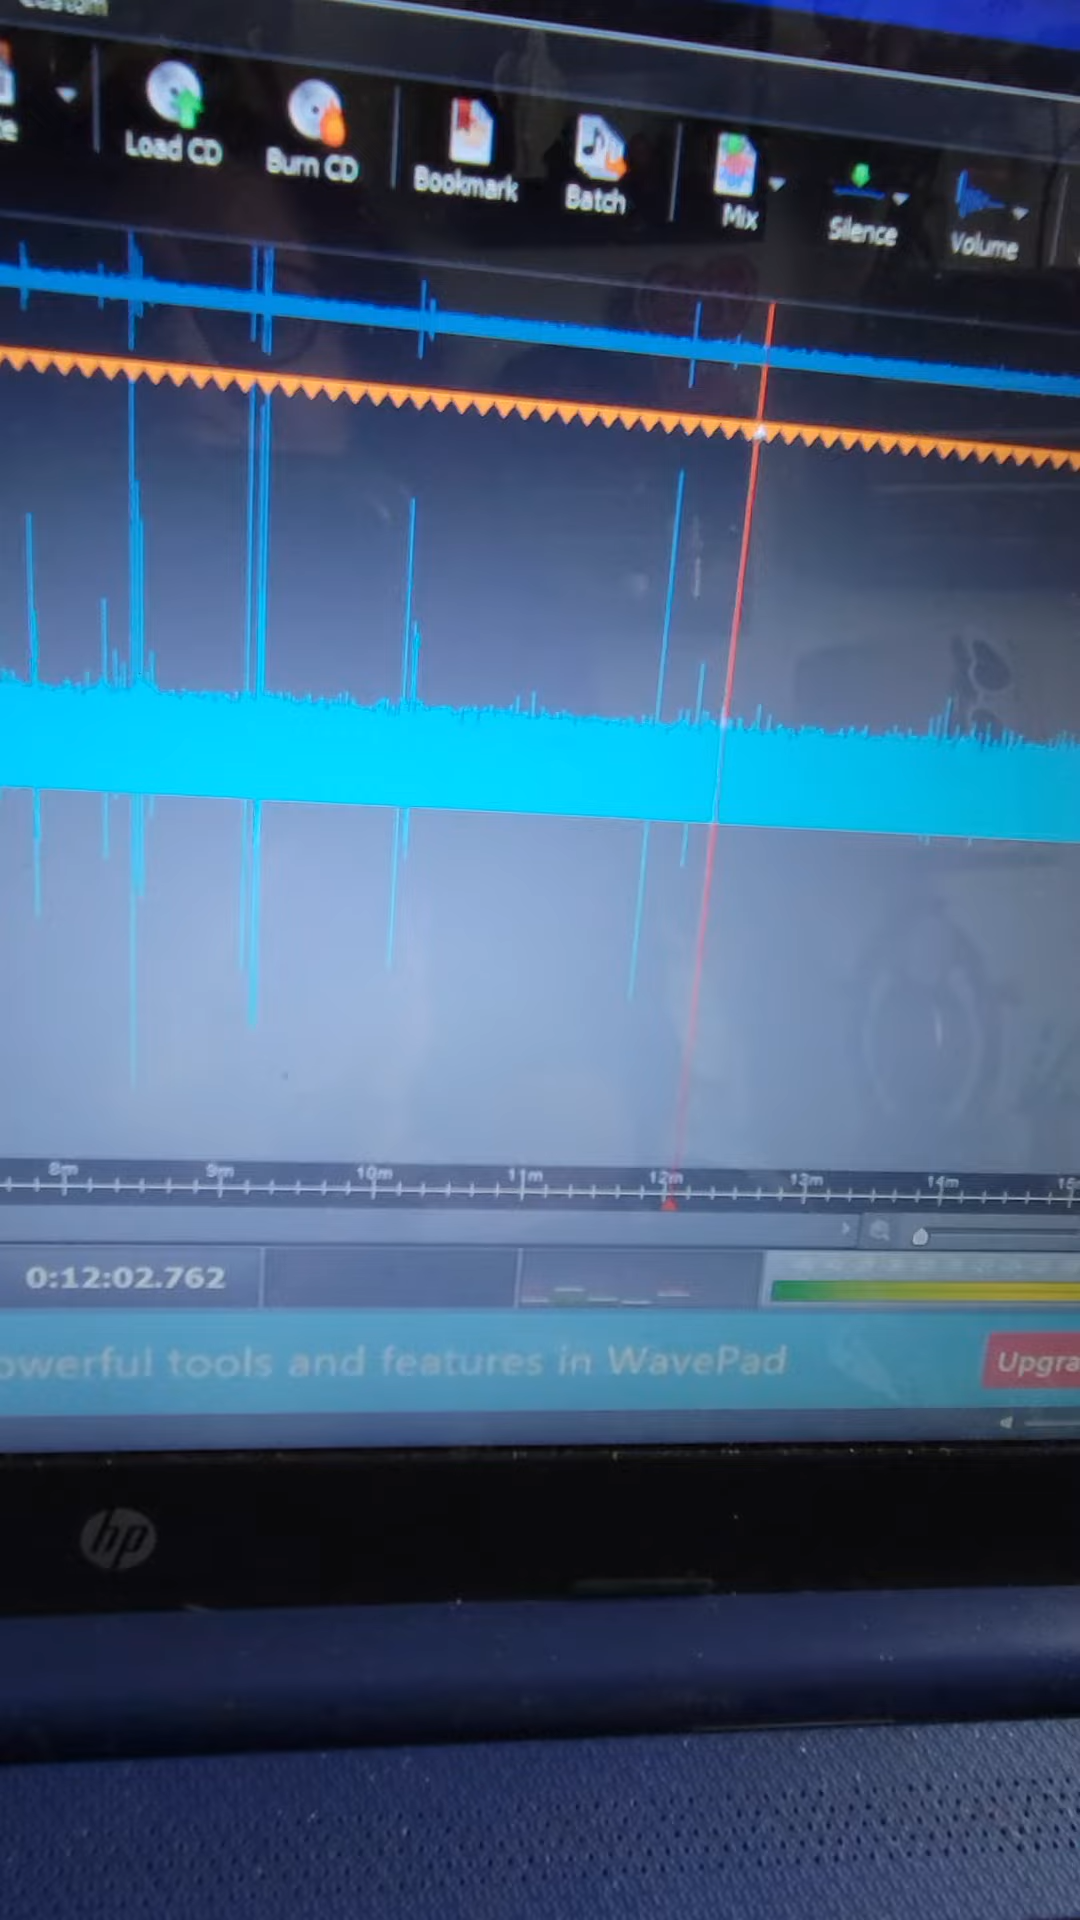 Custom
Load CD
Burn CD
Bookmark
Batch
Mix
Silence
Volume
8m 9m 10m 11m 12m 13m 14m
0:12:02.762
owerful tools and features in WavePad
Upgra
hp